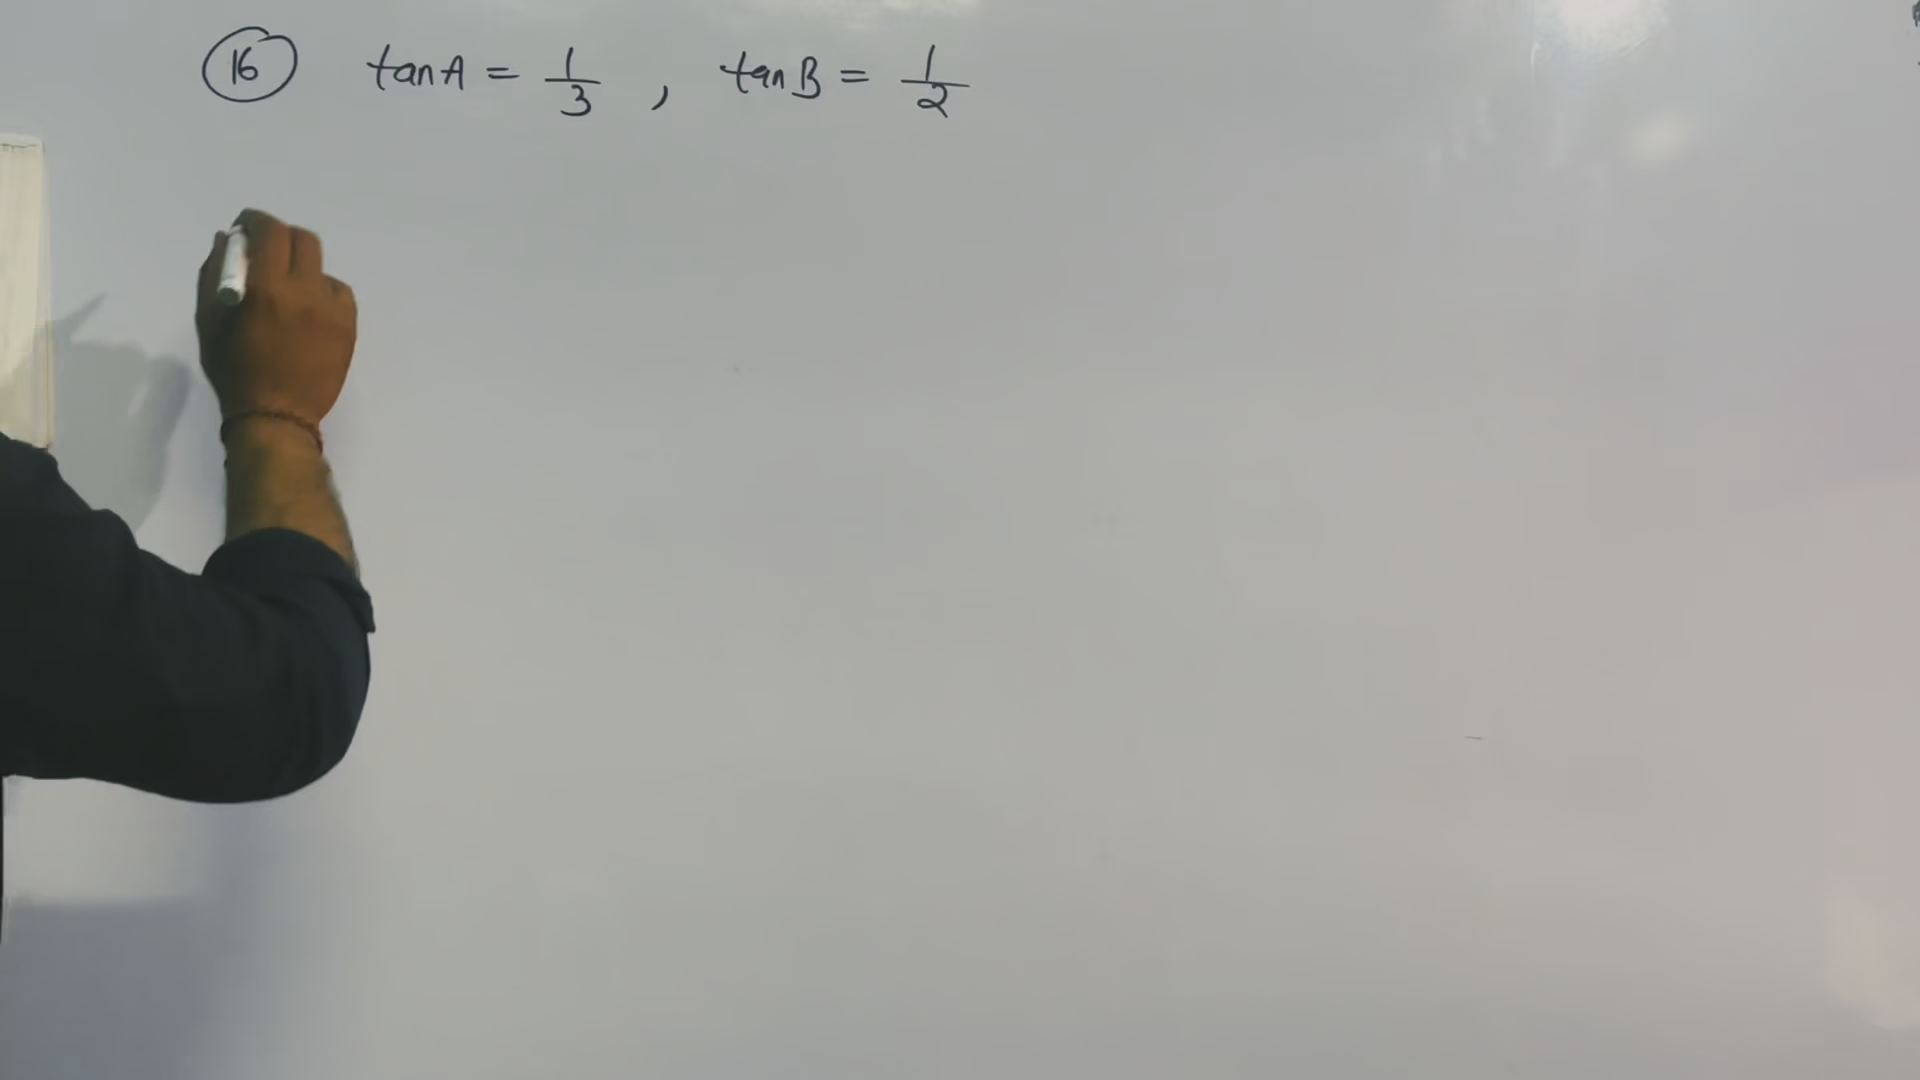 16 tanA = 1/3 , tanB = 1/2